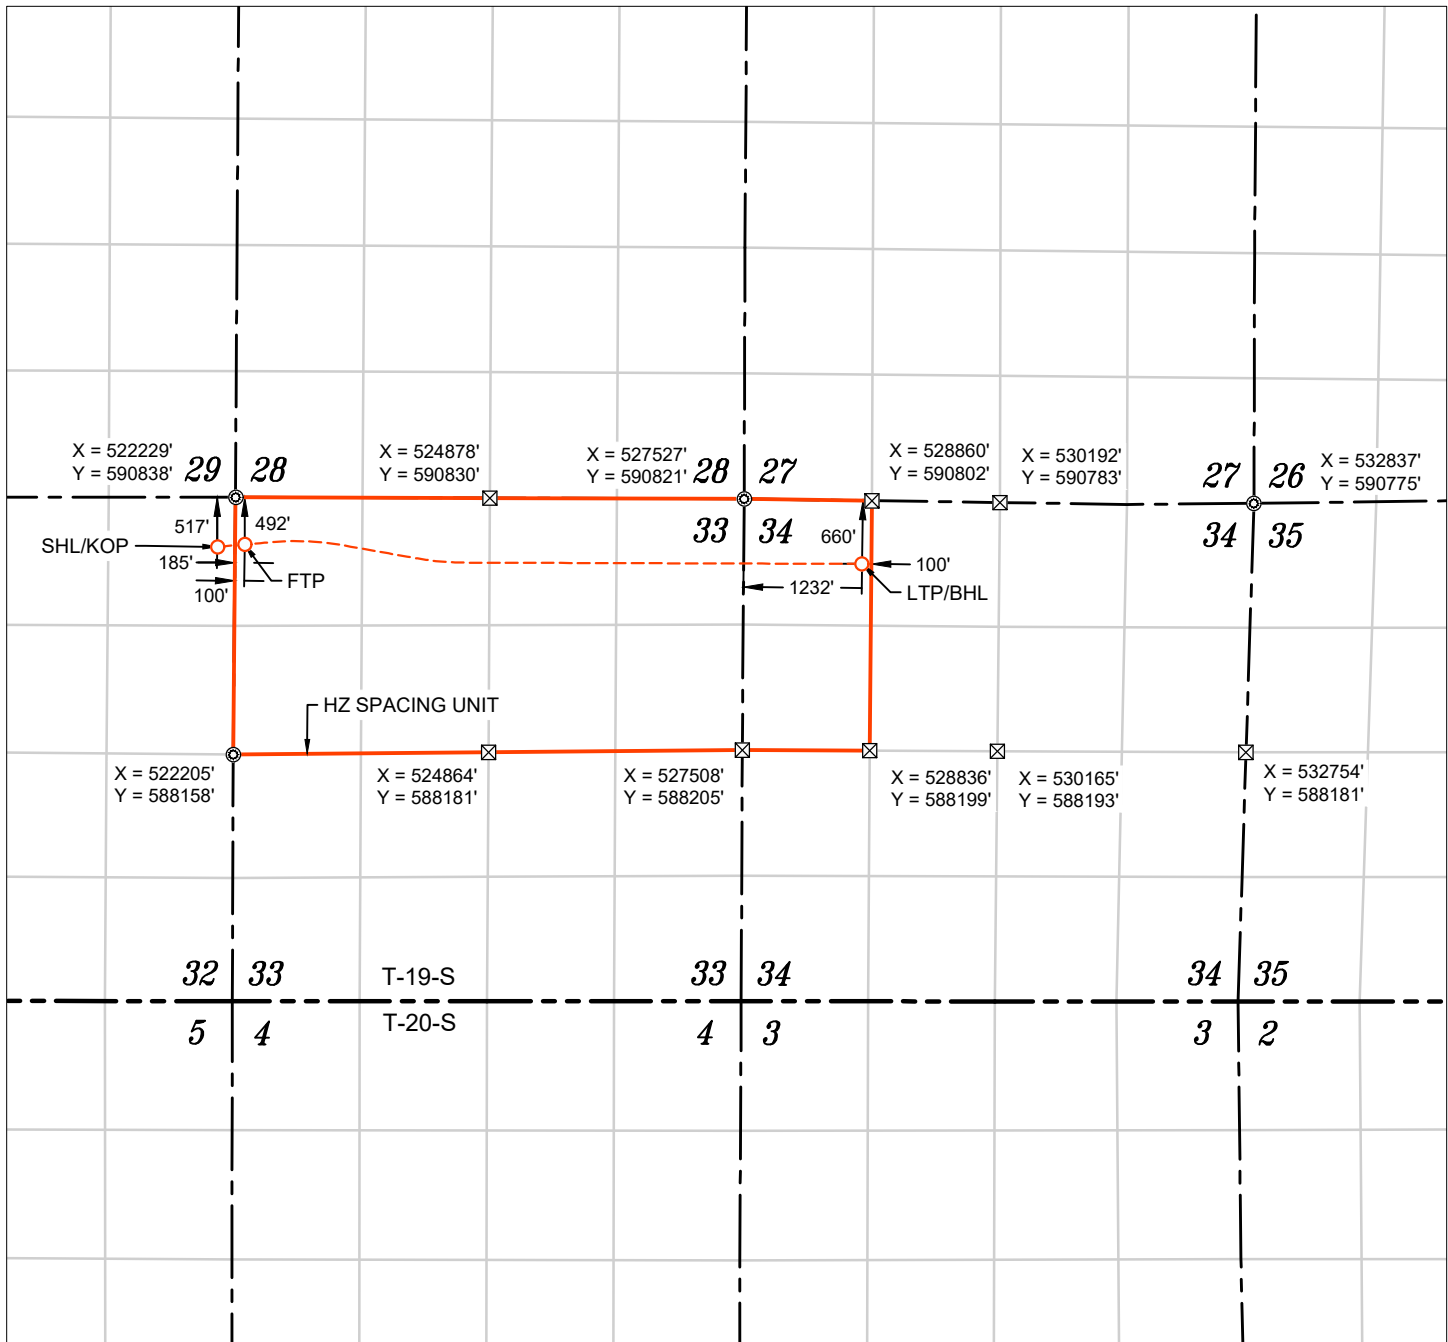 X = 522229'
Y = 590838'
29
28
X = 524878'
Y = 590830'
X = 527527'
Y = 590821'
28
27
X = 528860'
Y = 590802'
X = 530192'
Y = 590783'
27
26
X = 532837'
Y = 590775'
517'
492'
33
34
660'
34
35
SHL/KOP
185'
FTP
100'
100'
1232'
LTP/BHL
HZ SPACING UNIT
X = 522205'
Y = 588158'
X = 524864'
Y = 588181'
X = 527508'
Y = 588205'
X = 528836'
Y = 588199'
X = 530165'
Y = 588193'
X = 532754'
Y = 588181'
32
33
T-19-S
33
34
34
35
5
4
T-20-S
4
3
3
2